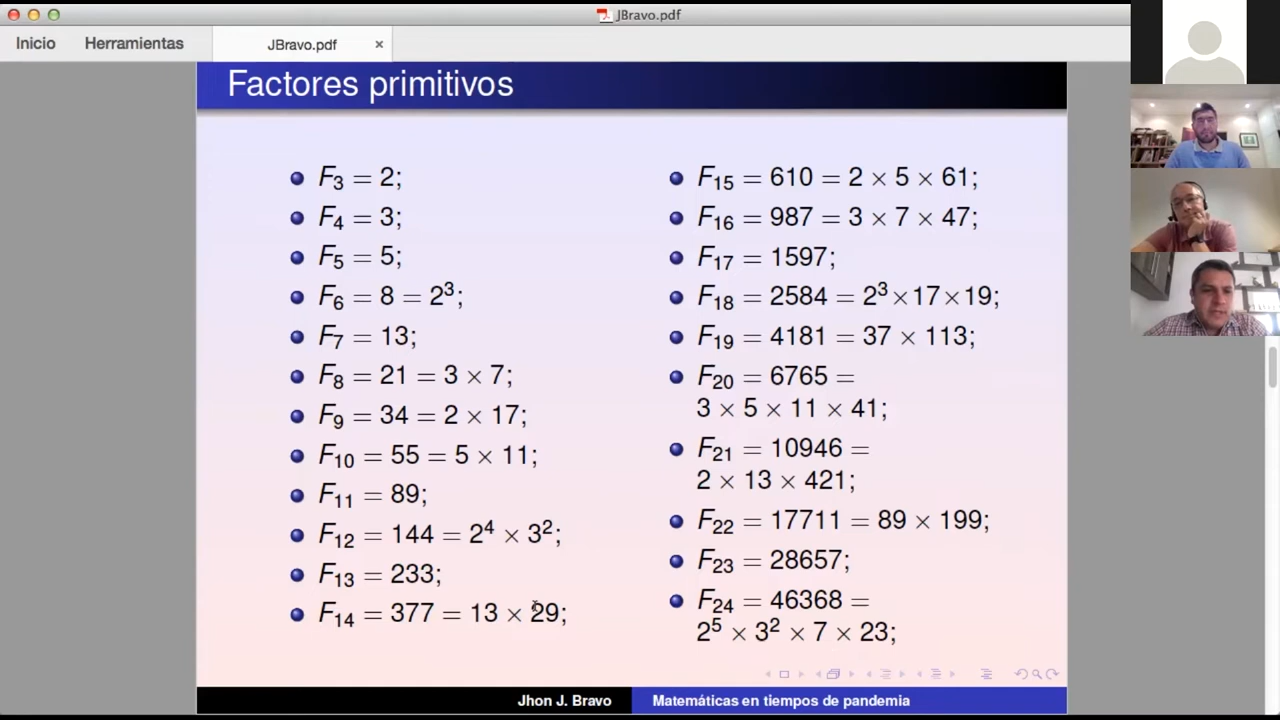 JBravo.pdf
Inicio Herramientas JBravo.pdf ×
Factores primitivos
F₃ = 2;
F₄ = 3;
F₅ = 5;
F₆ = 8 = 2³;
F₇ = 13;
F₈ = 21 = 3 × 7;
F₉ = 34 = 2 × 17;
F₁₀ = 55 = 5 × 11;
F₁₁ = 89;
F₁₂ = 144 = 2⁴ × 3²;
F₁₃ = 233;
F₁₄ = 377 = 13 × 29;
F₁₅ = 610 = 2 × 5 × 61;
F₁₆ = 987 = 3 × 7 × 47;
F₁₇ = 1597;
F₁₈ = 2584 = 2³×17×19;
F₁₉ = 4181 = 37 × 113;
F₂₀ = 6765 =
3 × 5 × 11 × 41;
F₂₁ = 10946 =
2 × 13 × 421;
F₂₂ = 17711 = 89 × 199;
F₂₃ = 28657;
F₂₄ = 46368 =
2⁵ × 3² × 7 × 23;
Jhon J. Bravo Matemáticas en tiempos de pandemia